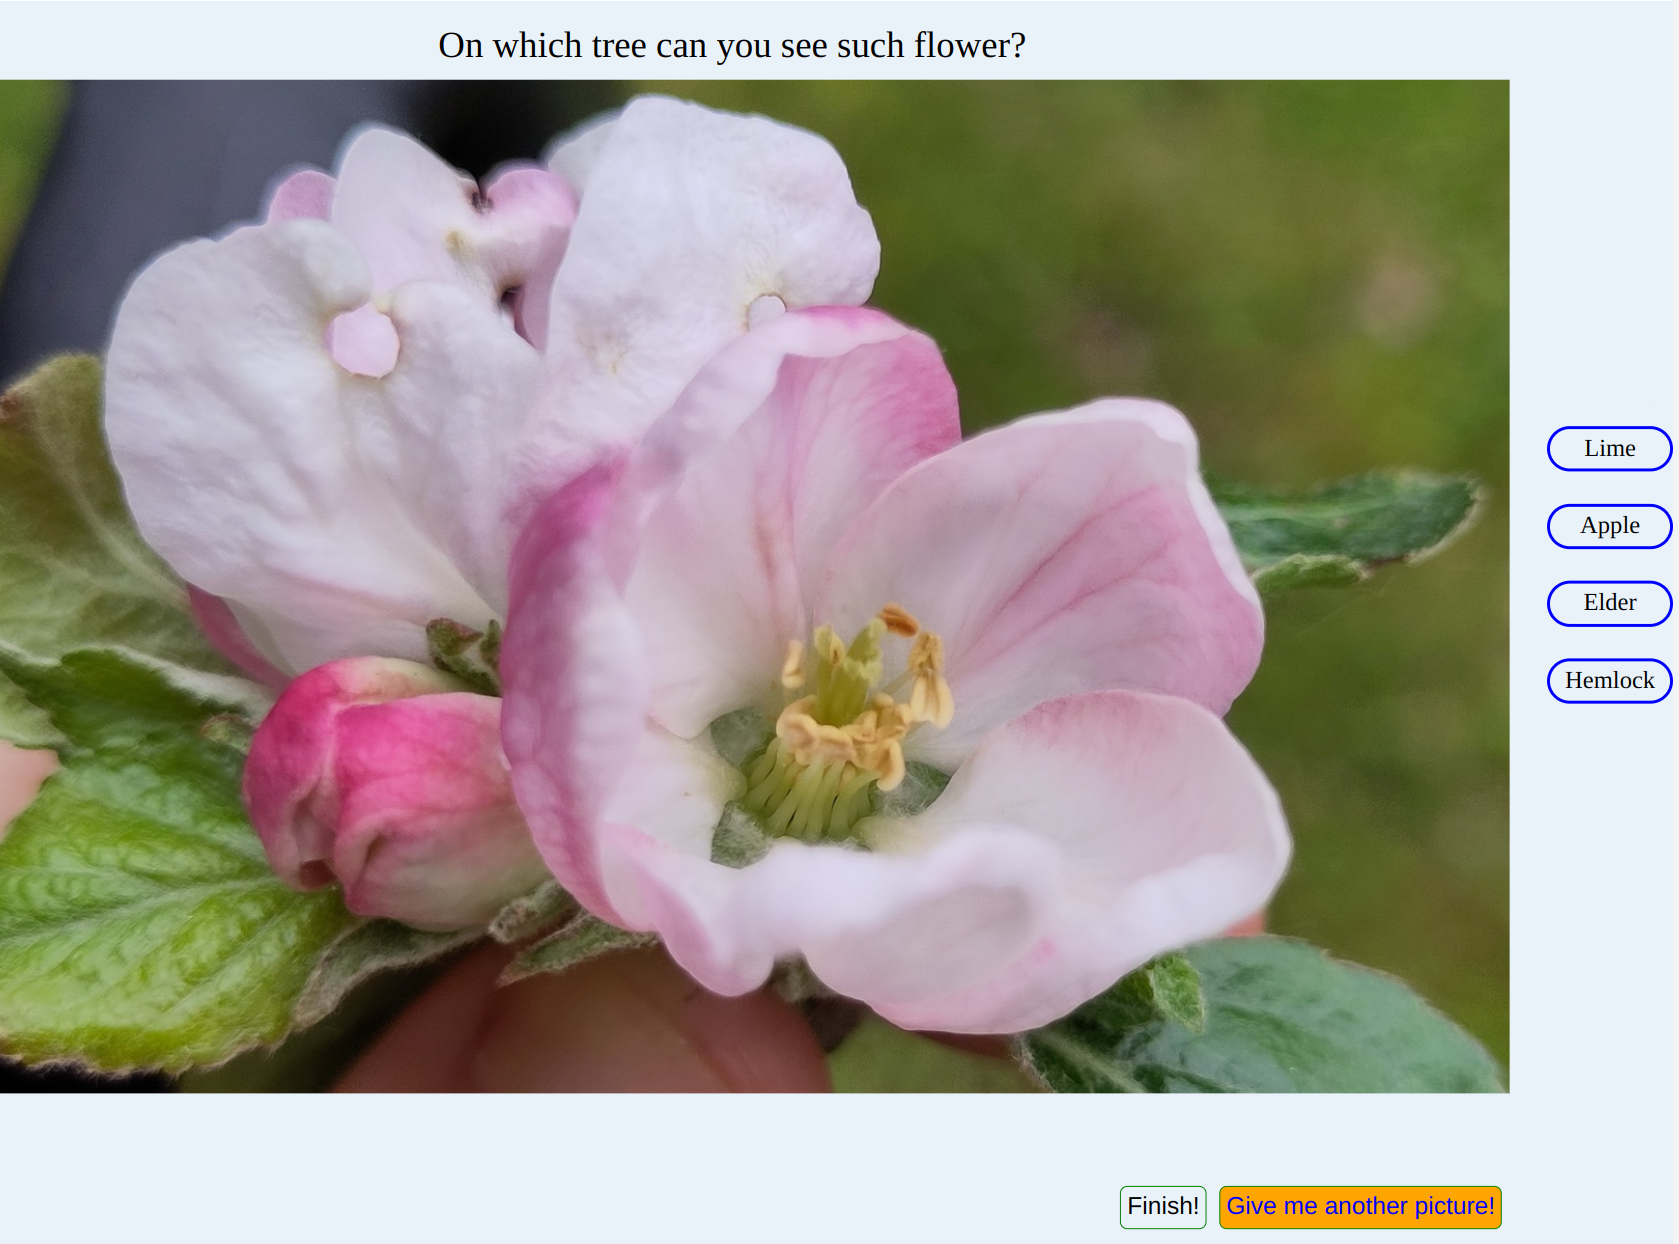 On which tree can you see such flower?
Lime
Apple
Elder
Hemlock
Finish!
Give me another picture!